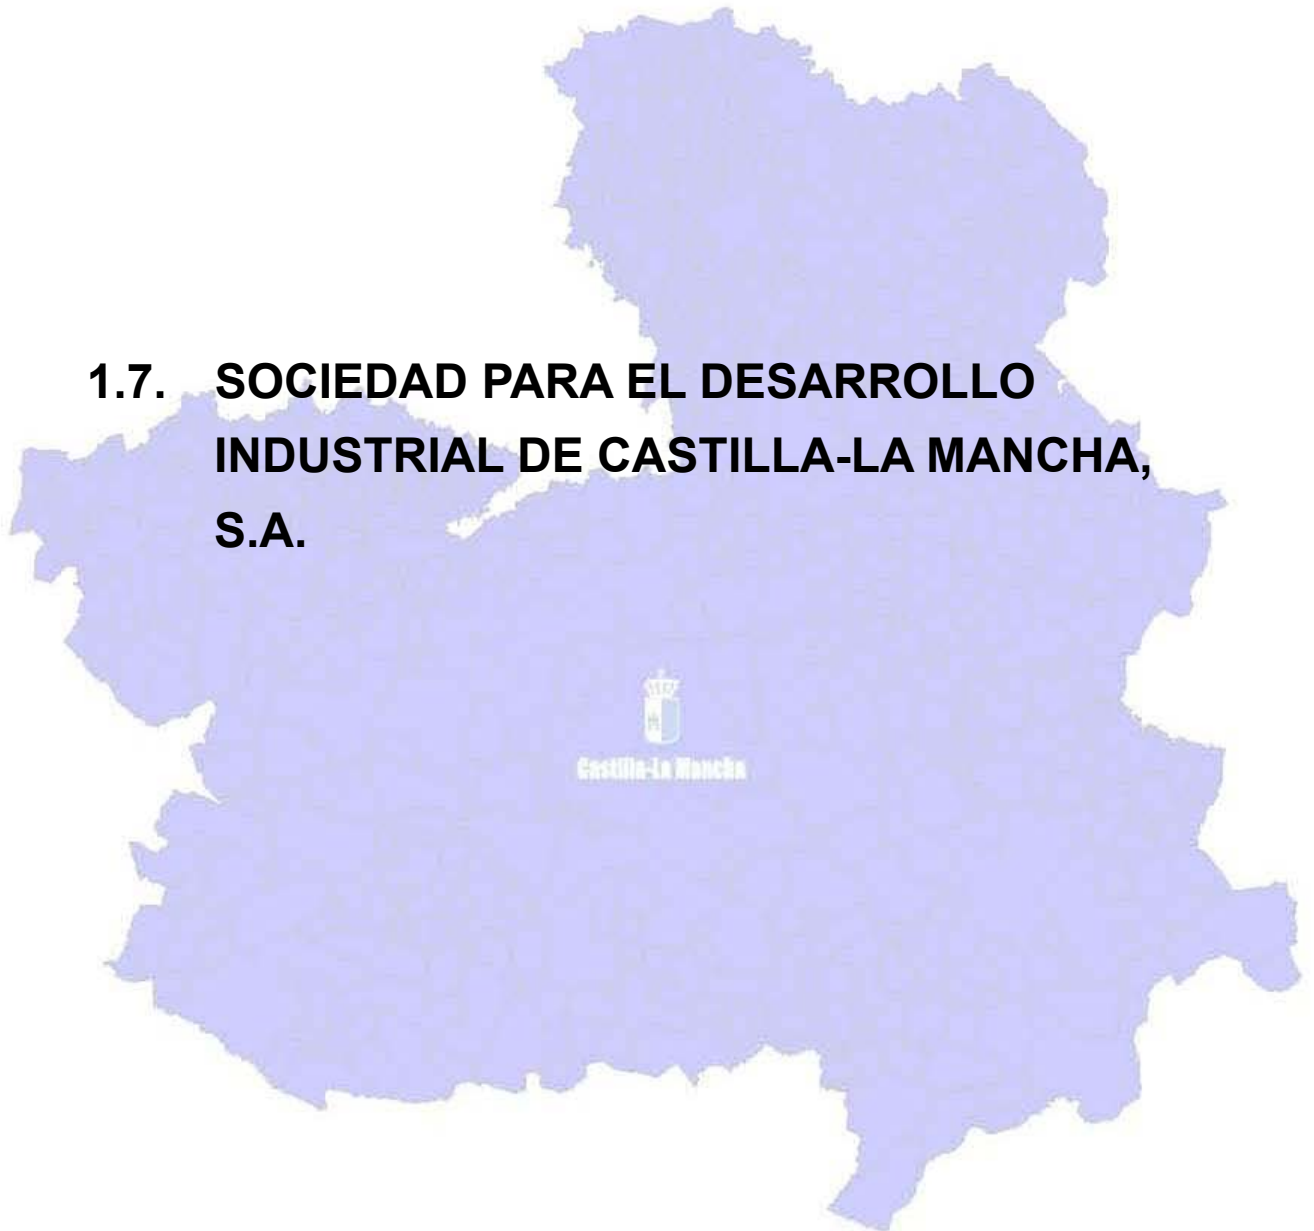 1.7. SOCIEDAD PARA EL DESARROLLO
INDUSTRIAL DE CASTILLA-LA MANCHA,
S.A.
Castilla-La Mancha